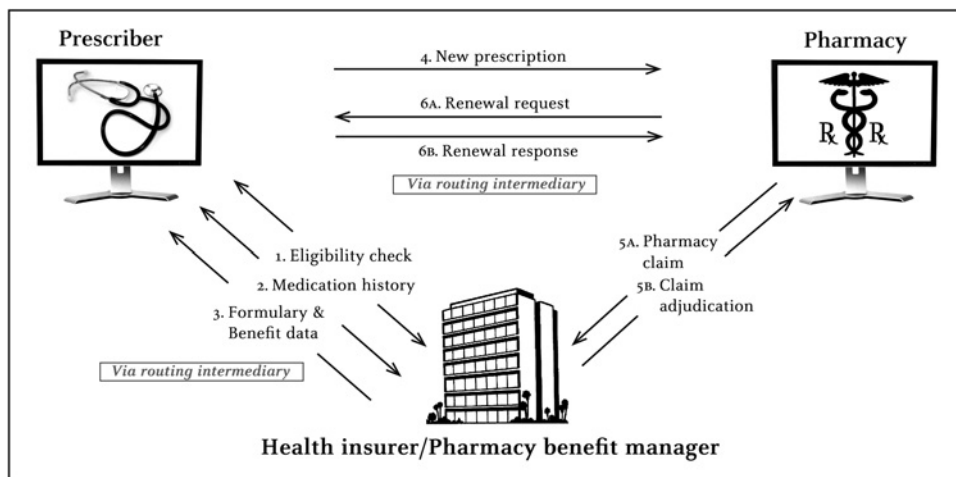 Prescriber
Pharmacy
4. New prescription
6A. Renewal request
6B. Renewal response
Via routing intermediary
1. Eligibility check
2. Medication history
3. Formulary &
Benefit data
Via routing intermediary
5A. Pharmacy
claim
5B. Claim
adjudication
Rx Rx
Health insurer/Pharmacy benefit manager